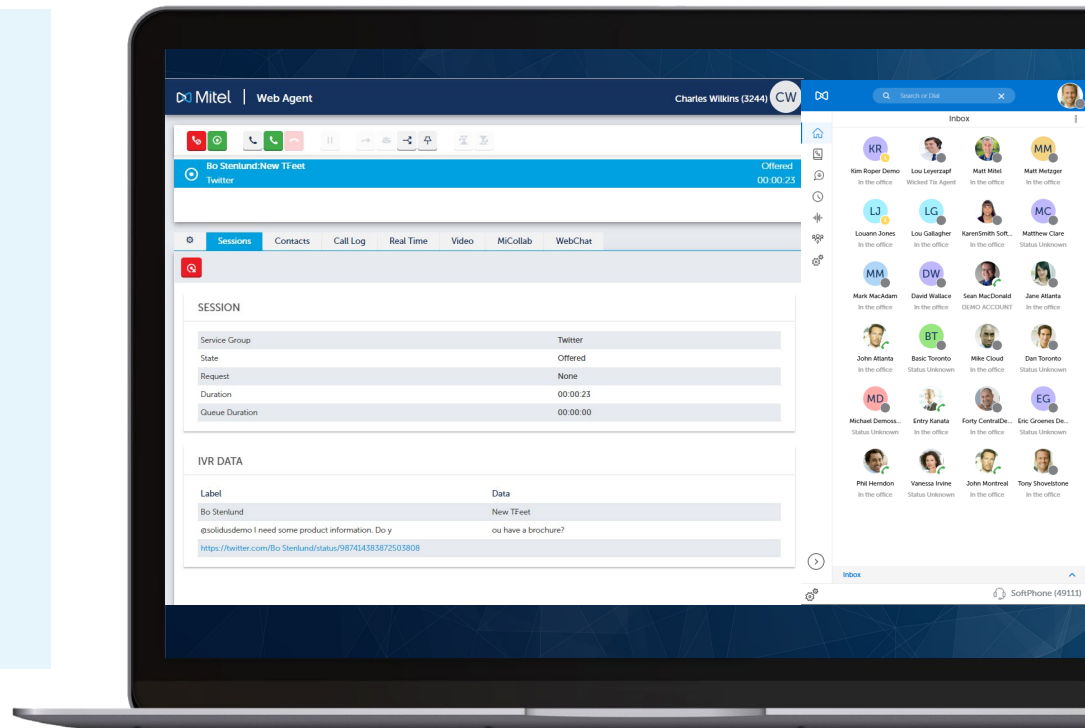 Mitel | Web Agent
Charles Wilkins (3244) CW
Bo Stenlund:New TFeet Offered
Twitter 00:00:23
Sessions Contacts Call Log Real Time Video MiCollab WebChat
SESSION
Service Group Twitter
State Offered
Request None
Duration 00:00:23
Queue Duration 00:00:00
IVR DATA
Label Data
Bo Stenlund New TFeet
@solidusdemo I need some product information. Do y ou have a brochure?
https://twitter.com/Bo Stenlund/status/987414383872503808
Search or Dial
Inbox
KR MM
Kim Roper Demo Lou Leyerzapf Matt Mitel Matt Metzger
In the office Wicked Tix Agent In the office In the office
LJ LG MC
Louann Jones Lou Gallagher KarenSmith Soft... Matthew Clare
In the office In the office In the office Status Unknown
MM DW
Mark MacAdam David Wallace Sean MacDonald Jane Atlanta
In the office In the office DEMO ACCOUNT In the office
BT
John Atlanta Basic Toronto Mike Cloud Dan Toronto
In the office Status Unknown In the office Status Unknown
MD EG
Michael Demoss... Entry Kanata Forty CentralDe... Eric Groenes De...
Status Unknown In the office In the office Status Unknown
Phil Herndon Vanessa Irvine John Montreal Tony Shovelstone
In the office Status Unknown In the office In the office
Inbox
SoftPhone (49111)